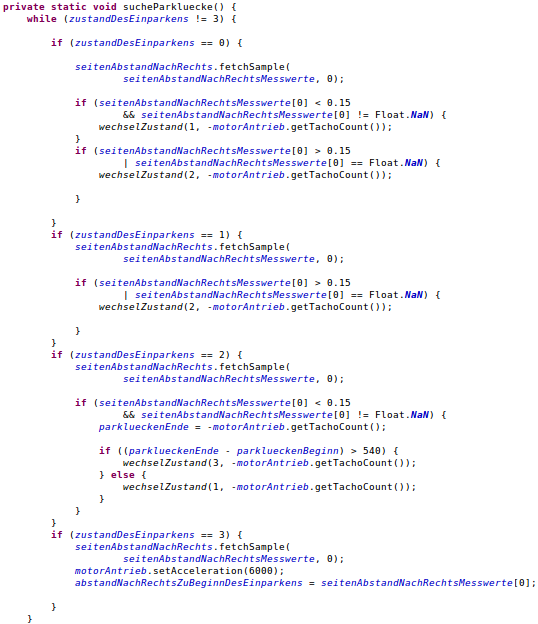 private static void sucheParkluecke() {
while (zustandDesEinparkens != 3) {
if (zustandDesEinparkens == 0) {
seitenAbstandNachRechts.fetchSample(
seitenAbstandNachRechtsMesswerte, 0);
if (seitenAbstandNachRechtsMesswerte[0] < 0.15
&& seitenAbstandNachRechtsMesswerte[0] != Float.NaN) {
wechselZustand(1, -motorAntrieb.getTachoCount());
}
if (seitenAbstandNachRechtsMesswerte[0] > 0.15
| seitenAbstandNachRechtsMesswerte[0] == Float.NaN) {
wechselZustand(2, -motorAntrieb.getTachoCount());
}
}
if (zustandDesEinparkens == 1) {
seitenAbstandNachRechts.fetchSample(
seitenAbstandNachRechtsMesswerte, 0);
if (seitenAbstandNachRechtsMesswerte[0] > 0.15
| seitenAbstandNachRechtsMesswerte[0] == Float.NaN) {
wechselZustand(2, -motorAntrieb.getTachoCount());
}
}
if (zustandDesEinparkens == 2) {
seitenAbstandNachRechts.fetchSample(
seitenAbstandNachRechtsMesswerte, 0);
if (seitenAbstandNachRechtsMesswerte[0] < 0.15
&& seitenAbstandNachRechtsMesswerte[0] != Float.NaN) {
parklueckenEnde = -motorAntrieb.getTachoCount();
if ((parklueckenEnde - parklueckenBeginn) > 540) {
wechselZustand(3, -motorAntrieb.getTachoCount());
} else {
wechselZustand(1, -motorAntrieb.getTachoCount());
}
}
}
if (zustandDesEinparkens == 3) {
seitenAbstandNachRechts.fetchSample(
seitenAbstandNachRechtsMesswerte, 0);
motorAntrieb.setAcceleration(6000);
abstandNachRechtsZuBeginnDesEinparkens = seitenAbstandNachRechtsMesswerte[0];
}
}